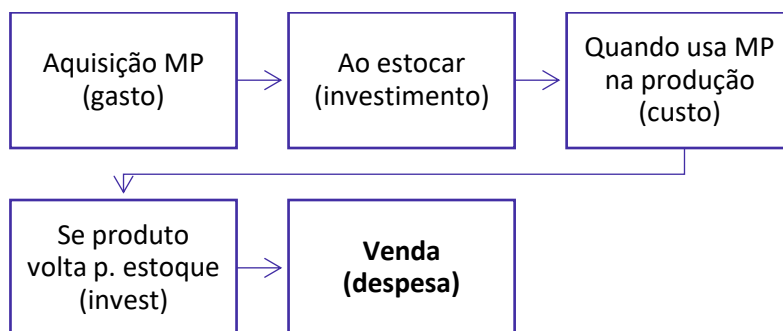 Aquisição MP
(gasto)
Ao estocar
(investimento)
Quando usa MP
na produção
(custo)
Se produto
volta p. estoque
(invest)
Venda
(despesa)